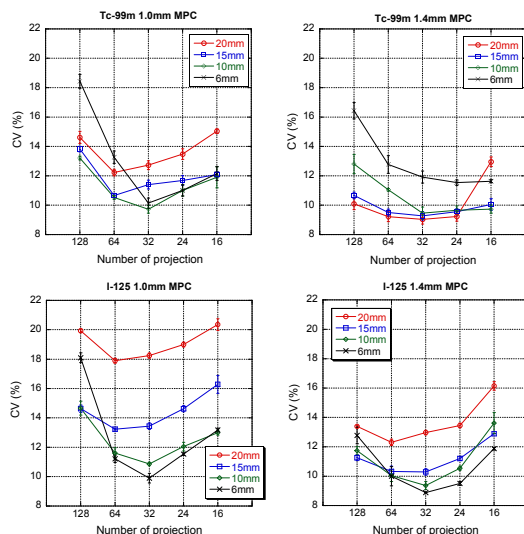 Tc-99m 1.0mm MPC
22
20
18
16
14
12
10
8
CV (%)
20mm
15mm
10mm
6mm
128 64 32 24 16
Number of projection
Tc-99m 1.4mm MPC
22
20
18
16
14
12
10
8
CV (%)
20mm
15mm
10mm
6mm
128 64 32 24 16
Number of projection
I-125 1.0mm MPC
22
20
18
16
14
12
10
8
CV (%)
20mm
15mm
10mm
6mm
128 64 32 24 16
Number of projection
I-125 1.4mm MPC
22
20
18
16
14
12
10
8
CV (%)
20mm
15mm
10mm
6mm
128 64 32 24 16
Number of projection